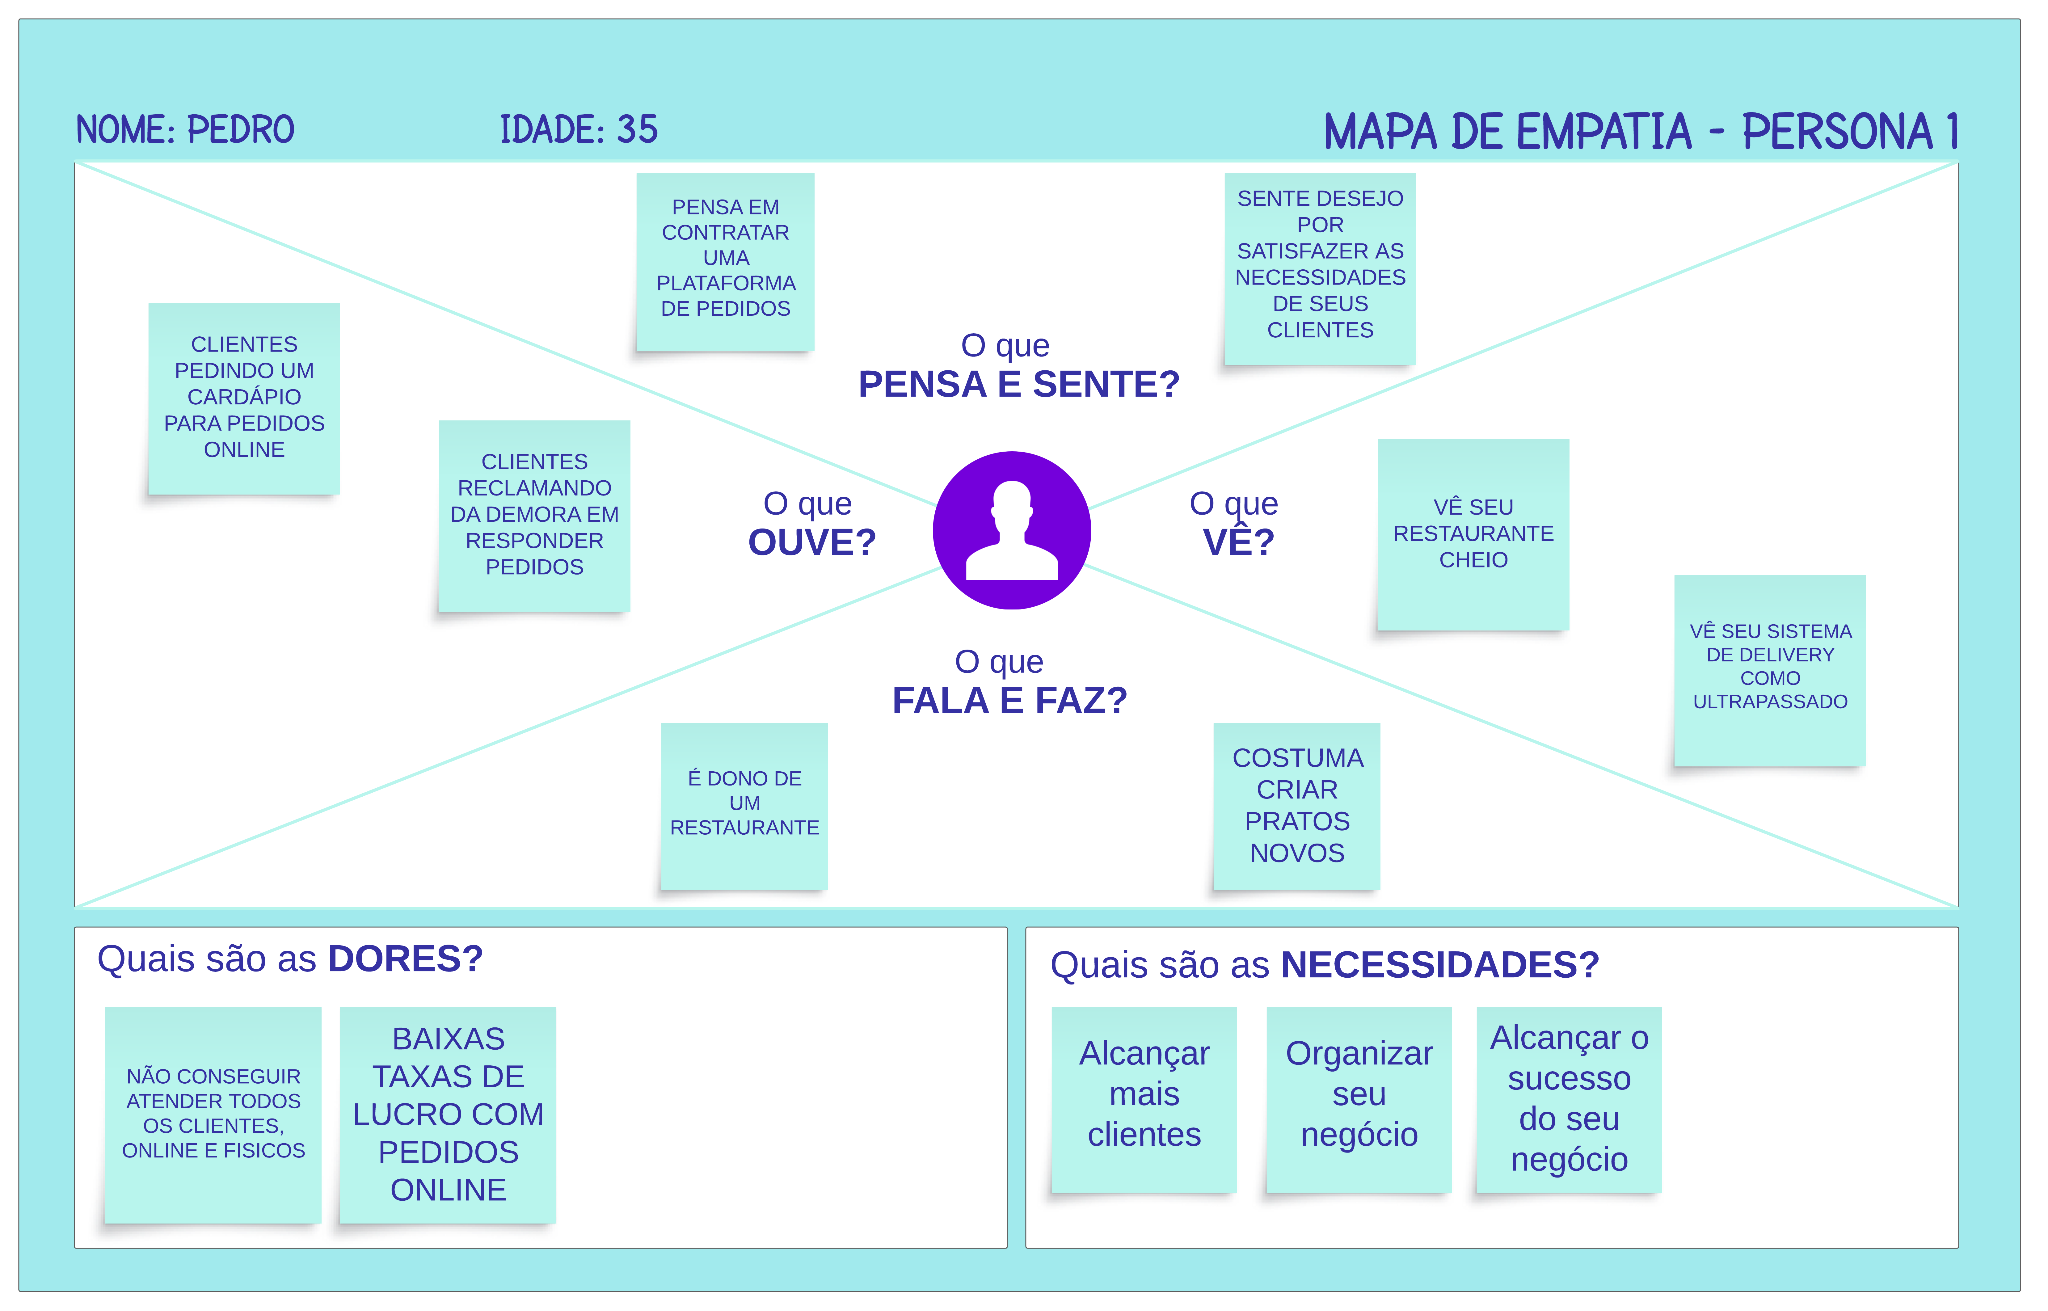 NOME: PEDRO
IDADE: 35
MAPA DE EMPATIA - PERSONA 1
PENSA EM
CONTRATAR
UMA
PLATAFORMA
DE PEDIDOS
SENTE DESEJO
POR
SATISFAZER AS
NECESSIDADES
DE SEUS
CLIENTES
O que
PENSA E SENTE?
CLIENTES
PEDINDO UM
CARDÁPIO
PARA PEDIDOS
ONLINE
CLIENTES
RECLAMANDO
DA DEMORA EM
RESPONDER
PEDIDOS
O que
OUVE?
O que
VÊ?
VÊ SEU
RESTAURANTE
CHEIO
VÊ SEU SISTEMA
DE DELIVERY
COMO
ULTRAPASSADO
O que
FALA E FAZ?
É DONO DE
UM
RESTAURANTE
COSTUMA
CRIAR
PRATOS
NOVOS
Quais são as DORES?
NÃO CONSEGUIR
ATENDER TODOS
OS CLIENTES,
ONLINE E FISICOS
BAIXAS
TAXAS DE
LUCRO COM
PEDIDOS
ONLINE
Quais são as NECESSIDADES?
Alcançar
mais
clientes
Organizar
seu
negócio
Alcançar o
sucesso
do seu
negócio